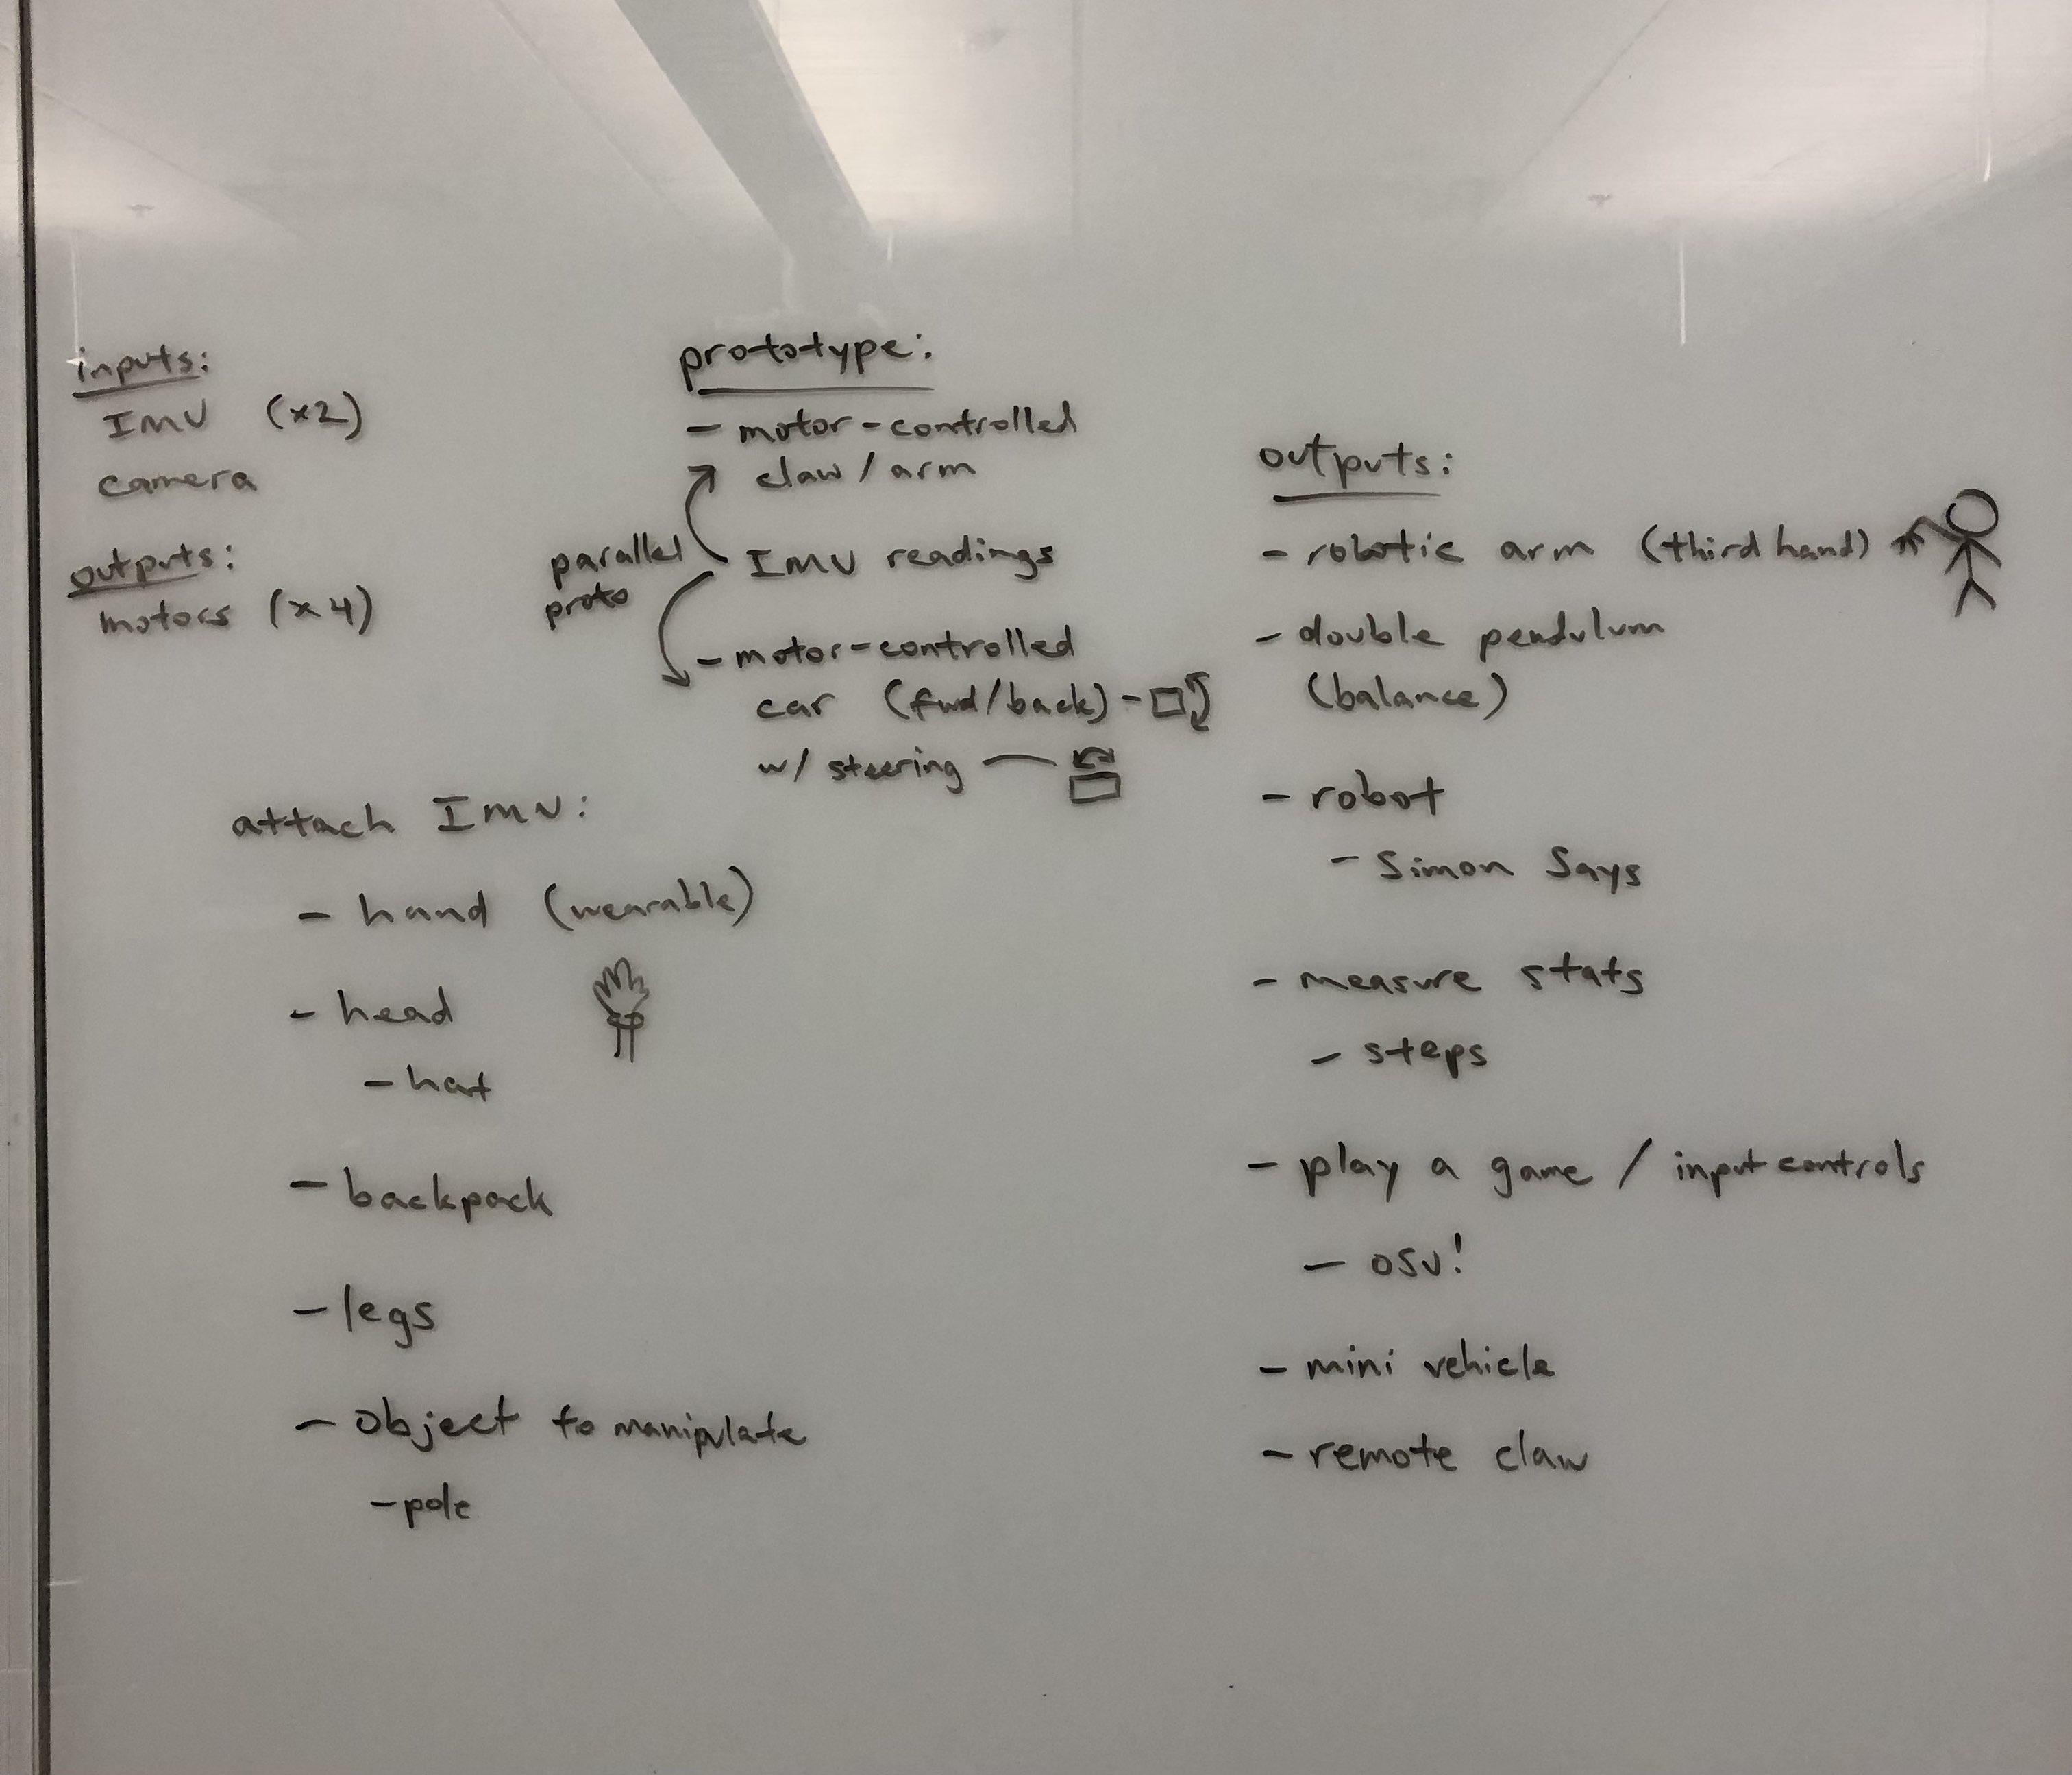 inputs:
IMU (x2)
camera
outputs:
motors (x4)
prototype:
- motor-controlled
claw / arm
parallel
proto
IMU readings
- motor-controlled
car (fwd/back) -
w/ steering —
attach IMU:
- hand (wearable)
- head
- hat
- backpack
- legs
- Object to manipulate
- pole
outputs:
- robotic arm (third hand)
- double pendulum
(balance)
- robot
- Simon Says
- measure stats
- steps
- play a game / input controls
- osu!
- mini vehicle
- remote claw